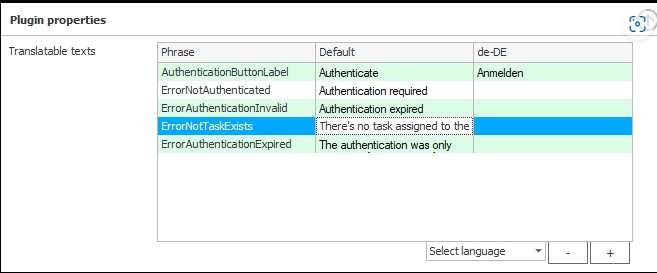 Plugin properties
Translatable texts
Phrase Default de-DE
AuthenticationButtonLabel Authenticate Anmelden
ErrorNotAuthenticated Authentication required
ErrorAuthenticationInvalid Authentication expired
ErrorNotTaskExists There's no task assigned to the
ErrorAuthenticationExpired The authentication was only
Select language - +